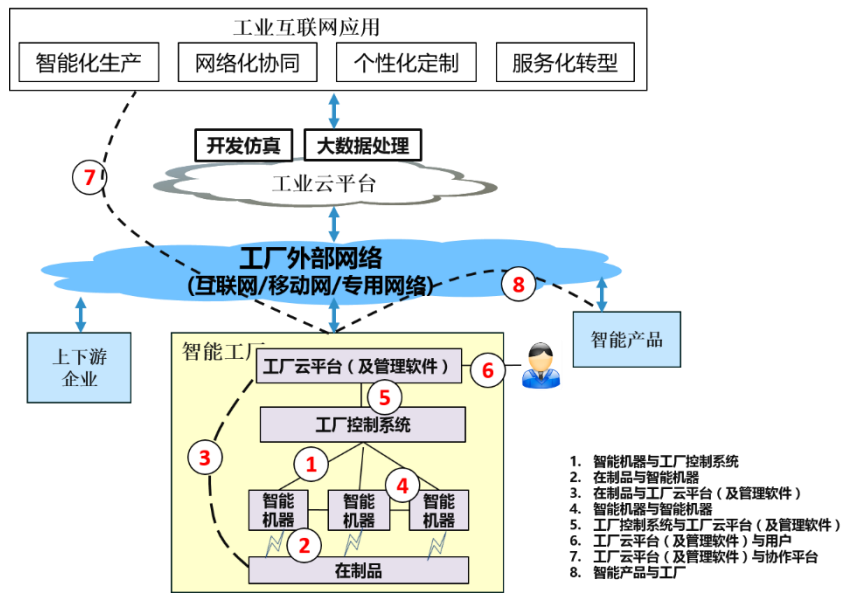 工业互联网应用
智能化生产
网络化协同
个性化定制
服务化转型
开发仿真
大数据处理
7
工业云平台
工厂外部网络
(互联网/移动网/专用网络)
8
上下游
企业
智能工厂
智能产品
工厂云平台（及管理软件）
6
5
工厂控制系统
3
1
4
智能
机器
智能
机器
智能
机器
2
在制品
1. 智能机器与工厂控制系统
2. 在制品与智能机器
3. 在制品与工厂云平台（及管理软件）
4. 智能机器与智能机器
5. 工厂控制系统与工厂云平台（及管理软件）
6. 工厂云平台（及管理软件）与用户
7. 工厂云平台（及管理软件）与协作平台
8. 智能产品与工厂